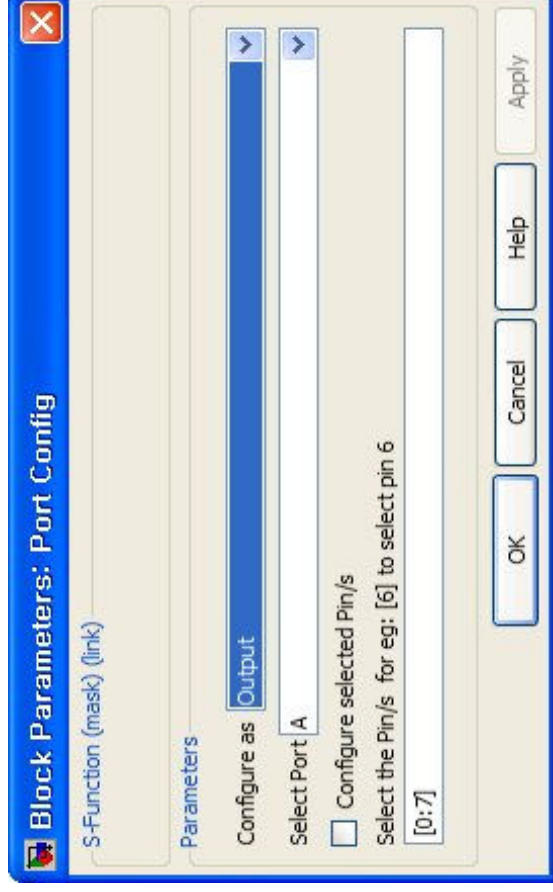 Block Parameters: Port Config
S-Function (mask) (link)
Parameters
Configure as Output
Select Port A
Configure selected Pin/s
Select the Pin/s for eg: [6] to select pin 6
[0:7]
OK Cancel Help Apply